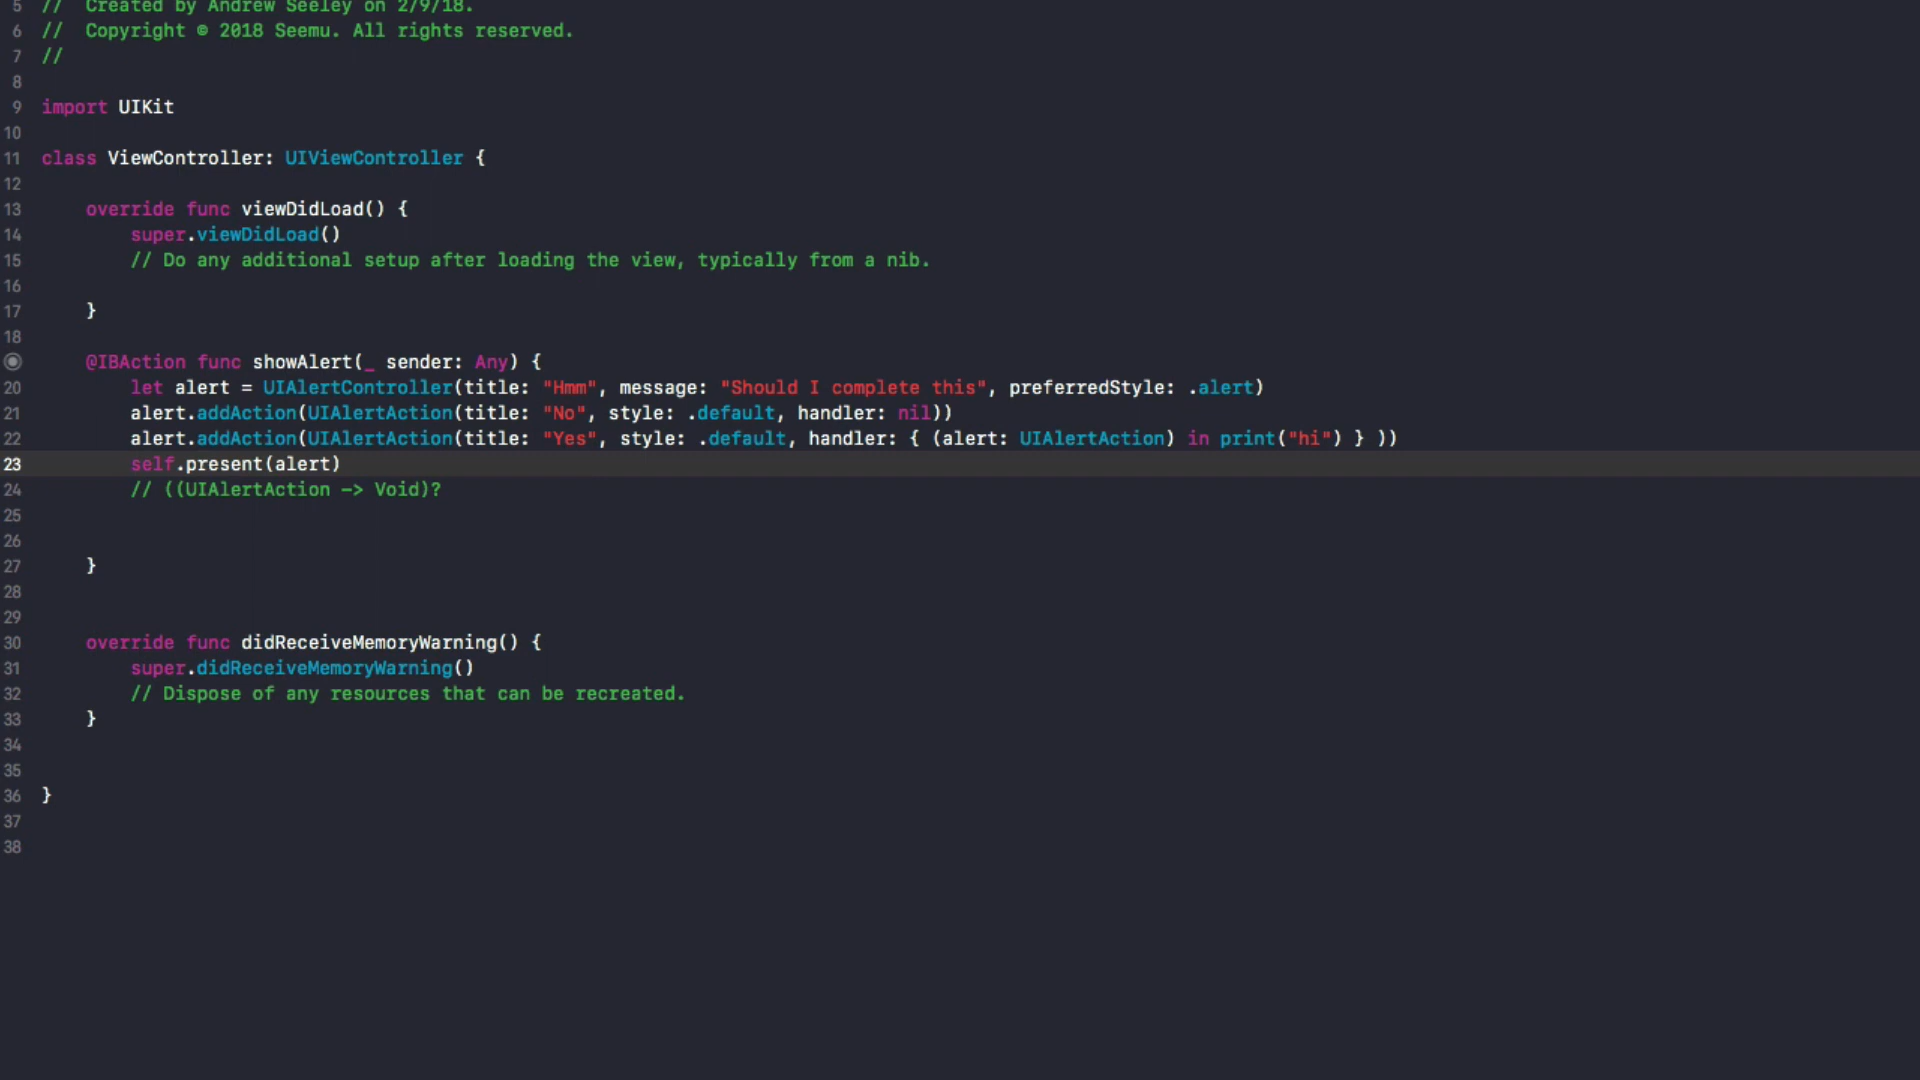 5 //  Created by Andrew Seeley on 2/9/18.
6 //  Copyright © 2018 Seemu. All rights reserved.
7 //
8
9 import UIKit
10
11 class ViewController: UIViewController {
12
13     override func viewDidLoad() {
14         super.viewDidLoad()
15         // Do any additional setup after loading the view, typically from a nib.
16
17     }
18
    @IBAction func showAlert(_ sender: Any) {
20         let alert = UIAlertController(title: "Hmm", message: "Should I complete this", preferredStyle: .alert)
21         alert.addAction(UIAlertAction(title: "No", style: .default, handler: nil))
22         alert.addAction(UIAlertAction(title: "Yes", style: .default, handler: { (alert: UIAlertAction) in print("hi") } ))
23         self.present(alert)
24         // ((UIAlertAction -> Void)?
25
26
27     }
28
29
30     override func didReceiveMemoryWarning() {
31         super.didReceiveMemoryWarning()
32         // Dispose of any resources that can be recreated.
33     }
34
35
36 }
37
38